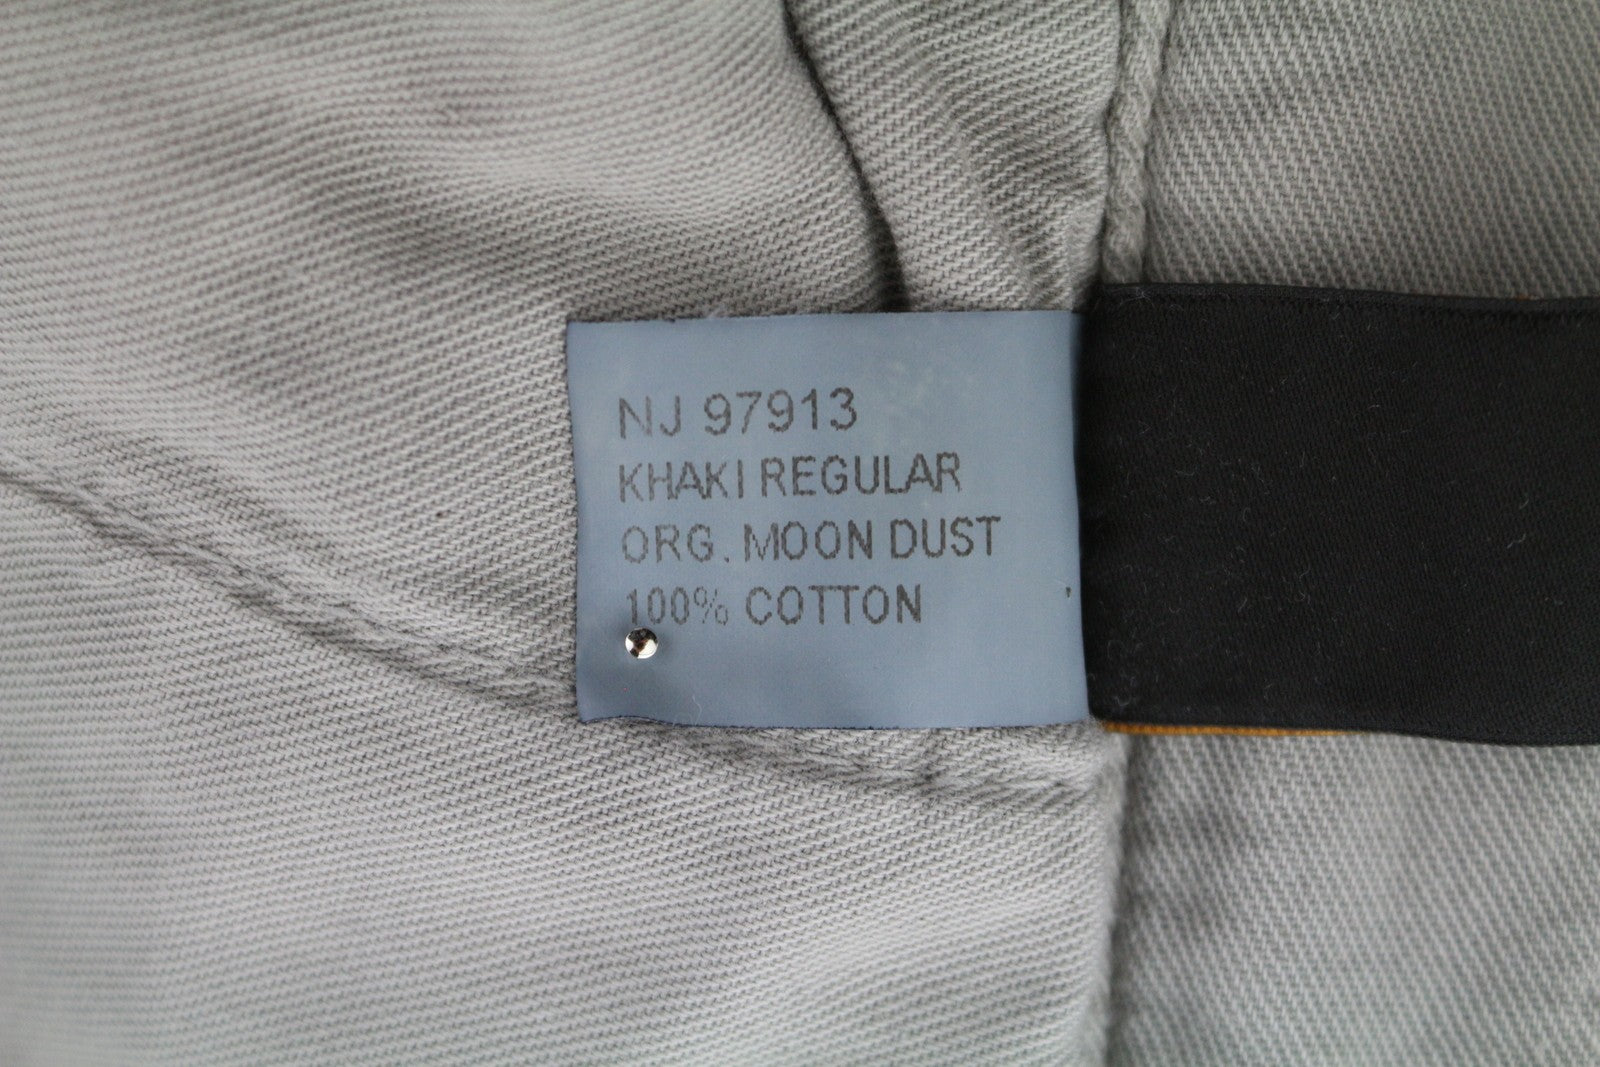 NJ 97913
KHAKI REGULAR
ORG. MOON DUST
100% COTTON